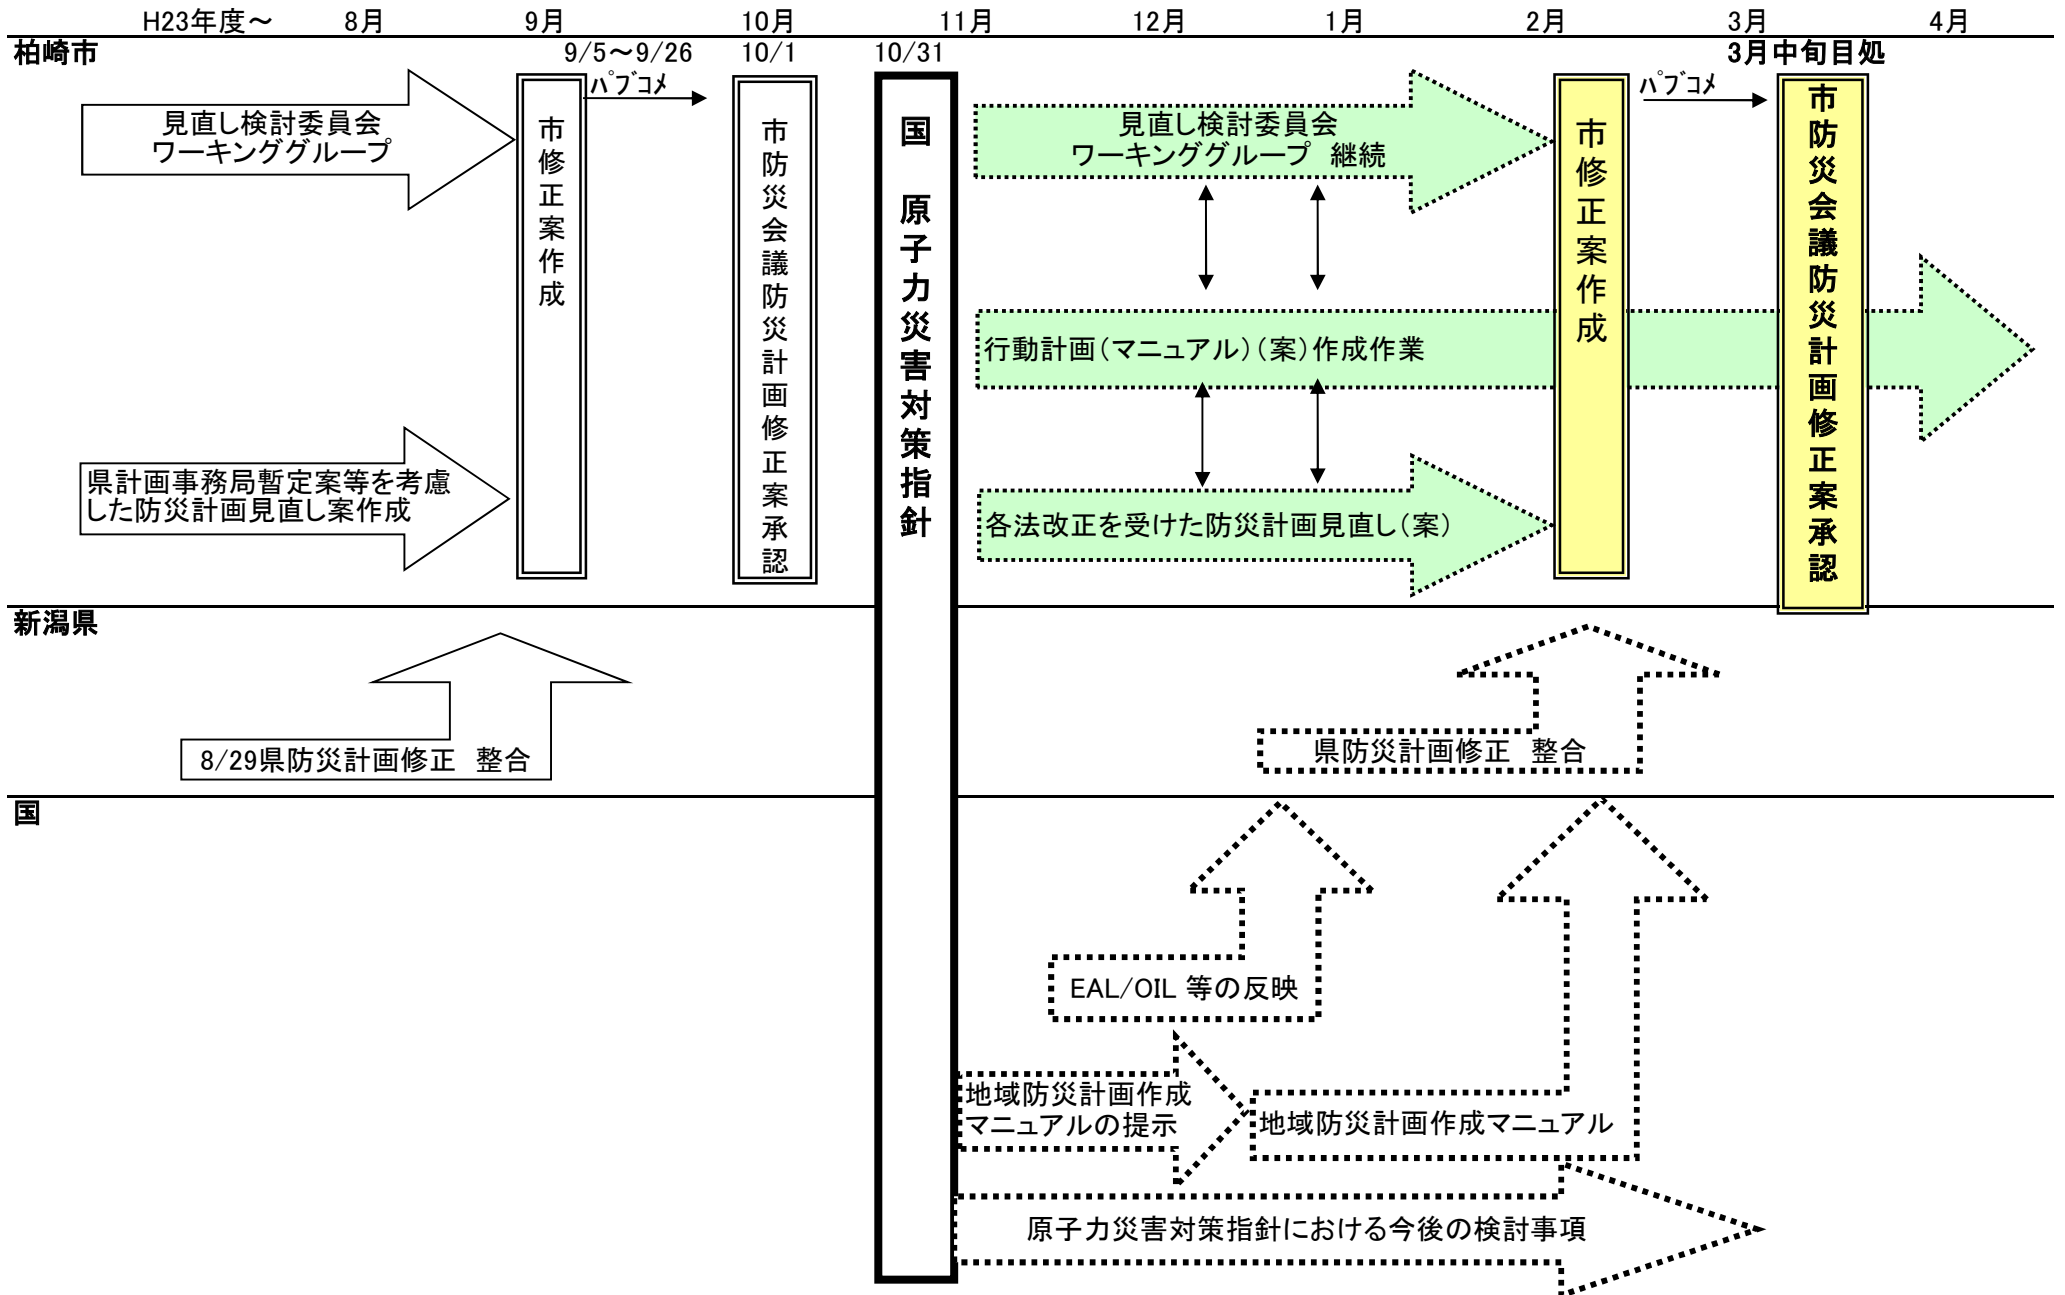 H23年度～ 8月 9月 10月 11月 12月 1月 2月 3月 4月
柏崎市 9/5～9/26 10/1 10/31 3月中旬目処
見直し検討委員会
ワーキンググループ
県計画事務局暫定案等を考慮
した防災計画見直し案作成
市修正案作成
ﾊﾟﾌﾞｺﾒ
市防災会議防災計画修正案承認
国　原子力災害対策指針
見直し検討委員会
ワーキンググループ　継続
行動計画（マニュアル）（案）作成作業
各法改正を受けた防災計画見直し（案）
市修正案作成
ﾊﾟﾌﾞｺﾒ
市防災会議防災計画修正案承認
新潟県
8/29県防災計画修正　整合
県防災計画修正　整合
国
EAL/OIL 等の反映
地域防災計画作成
マニュアルの提示
地域防災計画作成マニュアル
原子力災害対策指針における今後の検討事項